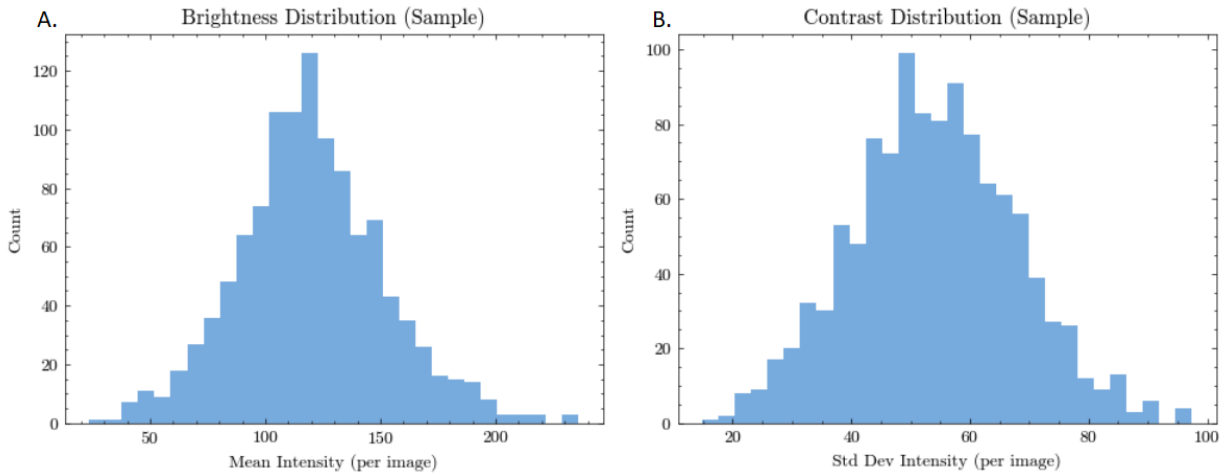 A.
Brightness Distribution (Sample)
120
100
80
60
40
20
0
Count
50 100 150 200
Mean Intensity (per image)
B.
Contrast Distribution (Sample)
100
80
60
40
20
0
Count
20 40 60 80 100
Std Dev Intensity (per image)